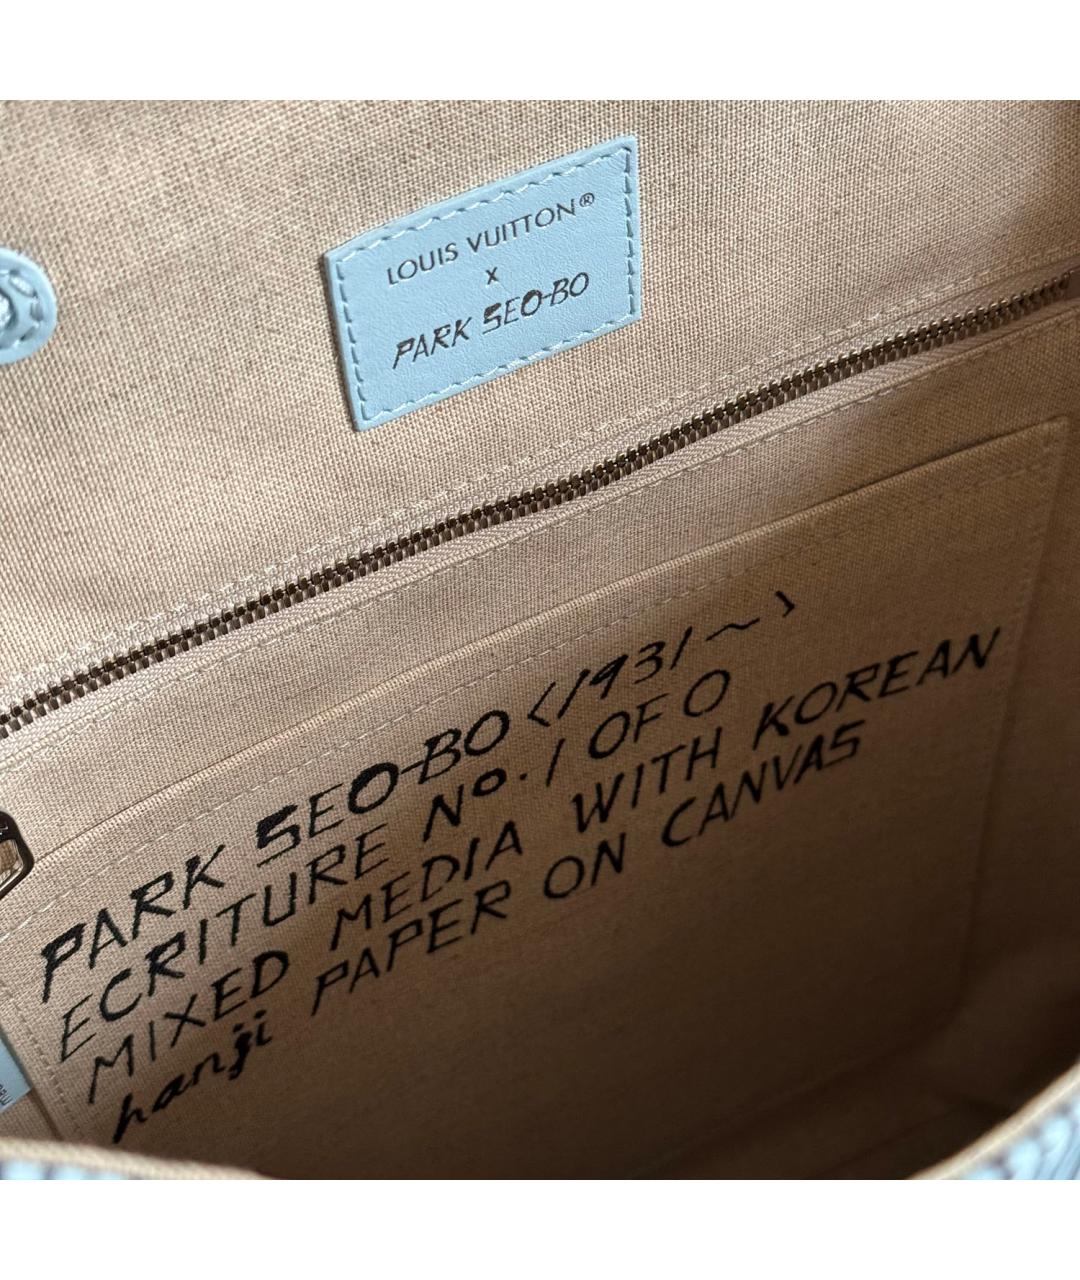 LOUIS VUITTON®
x
PARK SEO-BO
PARK SEO-BO <1931~>
ECRITURE No. 1 OF 0
MIXED MEDIA WITH KOREAN
hanji PAPER ON CANVAS